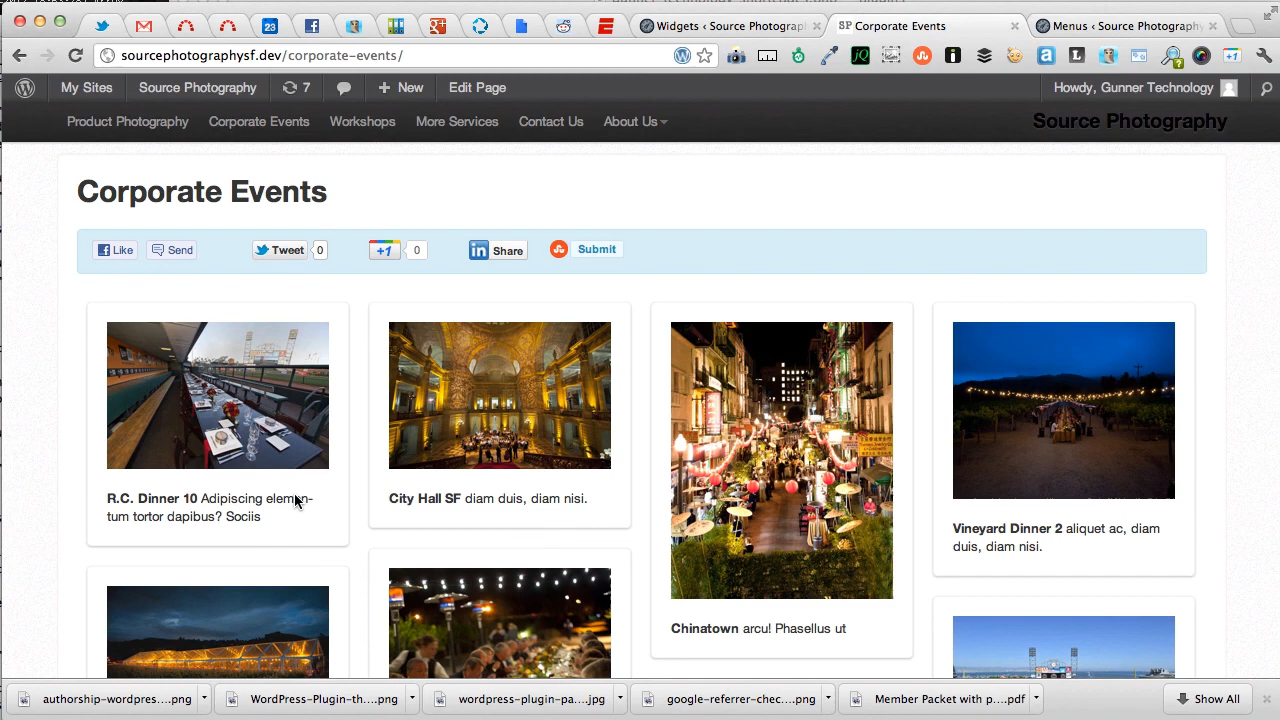 Widgets ‹ Source Photograp
SP Corporate Events
Menus ‹ Source Photography
sourcephotographysf.dev/corporate-events/
My Sites
Source Photography
7
New
Edit Page
Howdy, Gunner Technology
Product Photography
Corporate Events
Workshops
More Services
Contact Us
About Us
Source Photography
Corporate Events
Like
Send
Tweet
0
+1
0
in Share
Submit
R.C. Dinner 10 Adipiscing elemen-
tum tortor dapibus? Sociis
City Hall SF diam duis, diam nisi.
Chinatown arcu! Phasellus ut
Vineyard Dinner 2 aliquet ac, diam
duis, diam nisi.
authorship-wordpres....png
WordPress-Plugin-th....png
wordpress-plugin-pa....jpg
google-referrer-chec....png
Member Packet with p....pdf
Show All